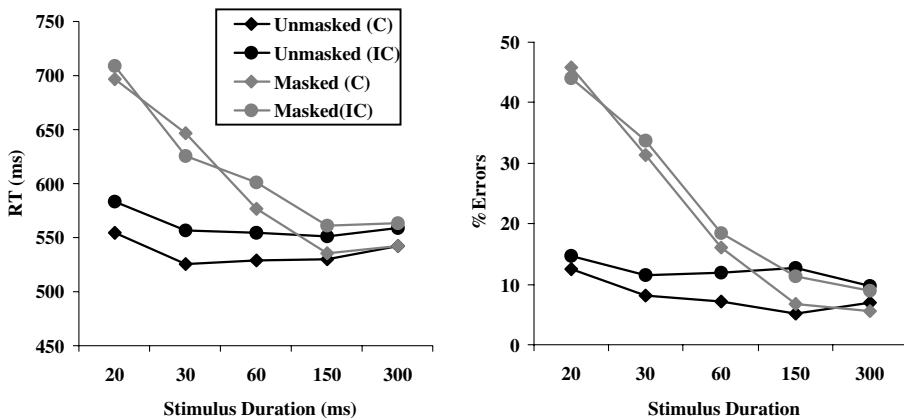 750
700
650
600
550
500
450
RT (ms)
Unmasked (C)
Unmasked (IC)
Masked (C)
Masked(IC)
20 30 60 150 300
Stimulus Duration (ms)
50
40
30
20
10
0
% Errors
20 30 60 150 300
Stimulus Duration